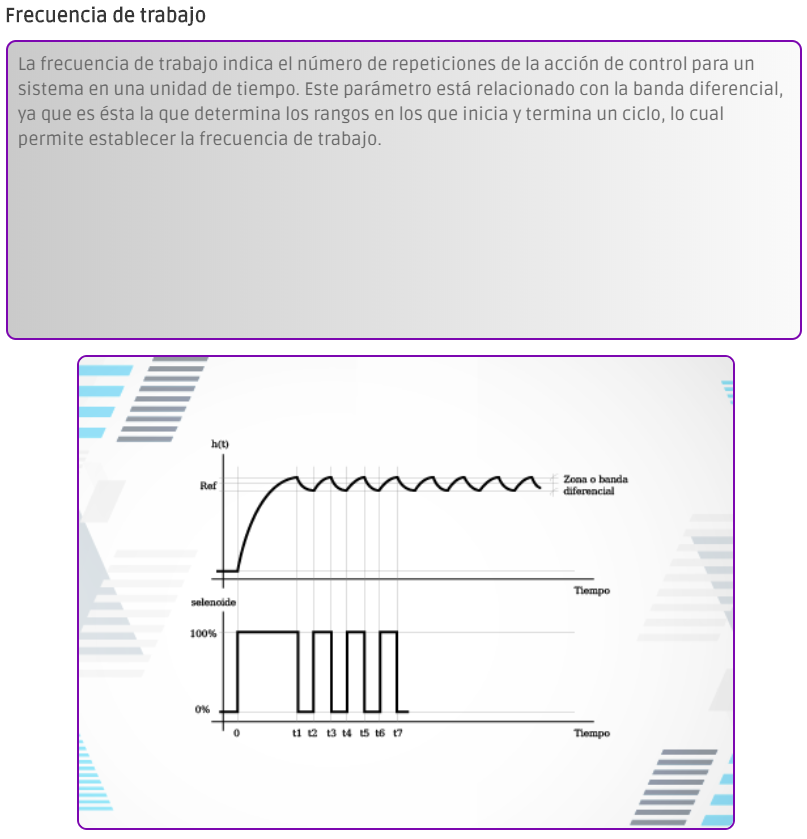 Frecuencia de trabajo
La frecuencia de trabajo indica el número de repeticiones de la acción de control para un
sistema en una unidad de tiempo. Este parámetro está relacionado con la banda diferencial,
ya que es ésta la que determina los rangos en los que inicia y termina un ciclo, lo cual
permite establecer la frecuencia de trabajo.
h(t)
Ref
Zona o banda
diferencial
Tiempo
selenoide
100%
0%
0 t1 t2 t3 t4 t5 t6 t7
Tiempo